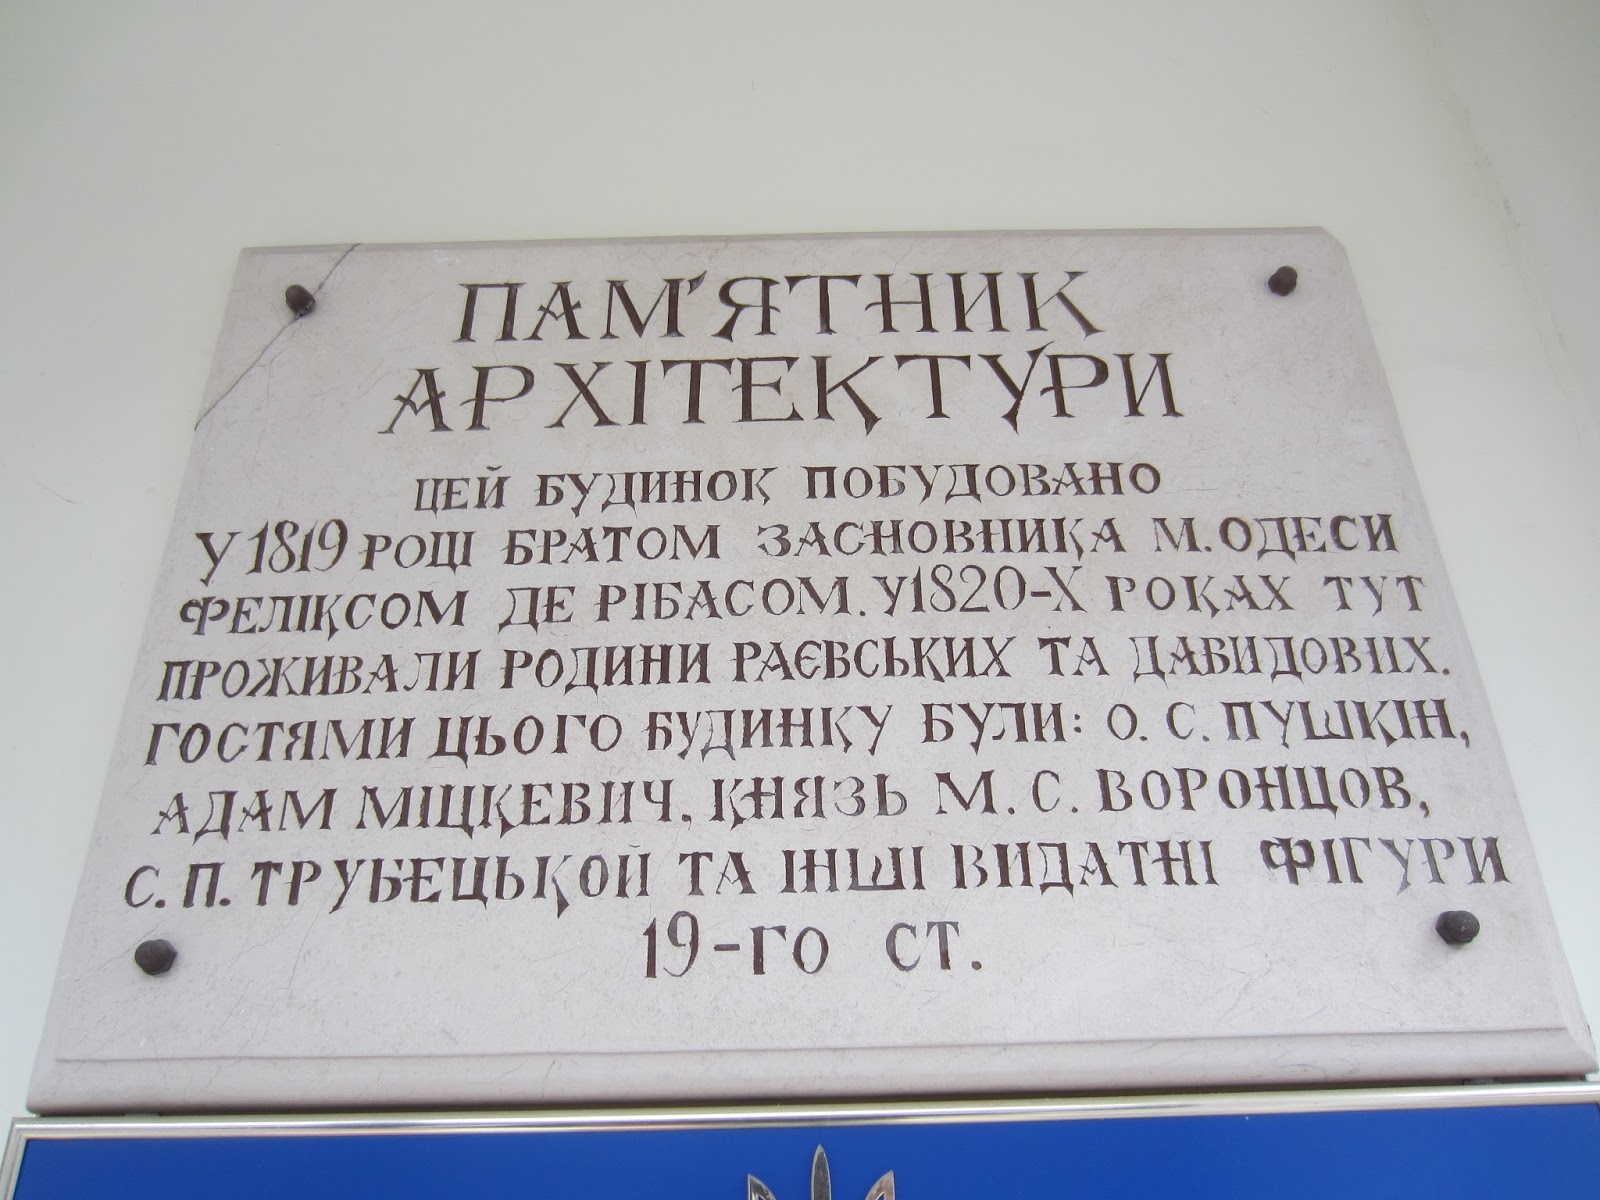 ПАМ'ЯТНИК
АРХІТЕКТУРИ
ЦЕЙ БУДИНОК ПОБУДОВАНО
У 1819 РОЦІ БРАТОМ ЗАСНОВНИКА М. ОДЕСИ
ФЕЛІКСОМ ДЕ РІБАСОМ. У 1820-Х РОКАХ ТУТ
ПРОЖИВАЛИ РОДИНИ РАЄВСЬКИХ ТА ДАВИДОВИХ.
ГОСТЯМИ ЦЬОГО БУДИНКУ БУЛИ: О. С. ПУШКІН,
АДАМ МІЦКЕВИЧ, КНЯЗЬ М. С. ВОРОНЦОВ,
С. П. ТРУБЕЦЬКОЙ ТА ІНШІ ВИДАТНІ ФІГУРИ
19-ГО СТ.